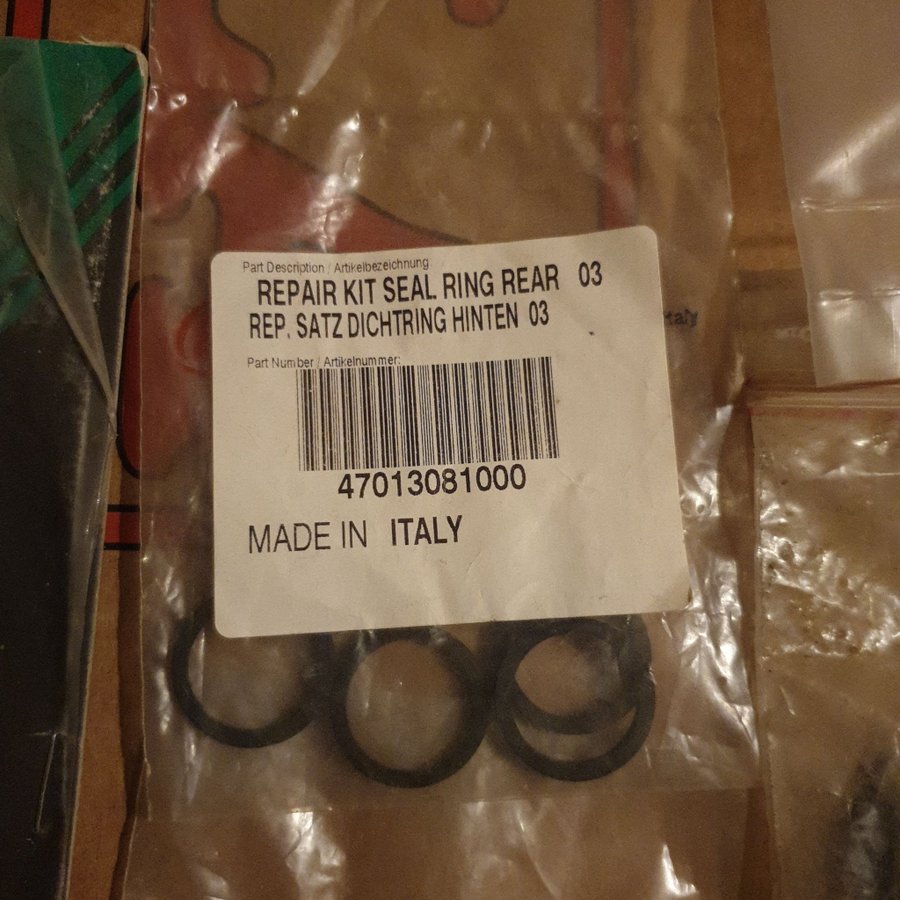 Part Description / Artikelbezeichnung
REPAIR KIT SEAL RING REAR 03
REP. SATZ DICHTRING HINTEN 03
Part Number / Artikelnummer:
47013081000
MADE IN ITALY
Italy